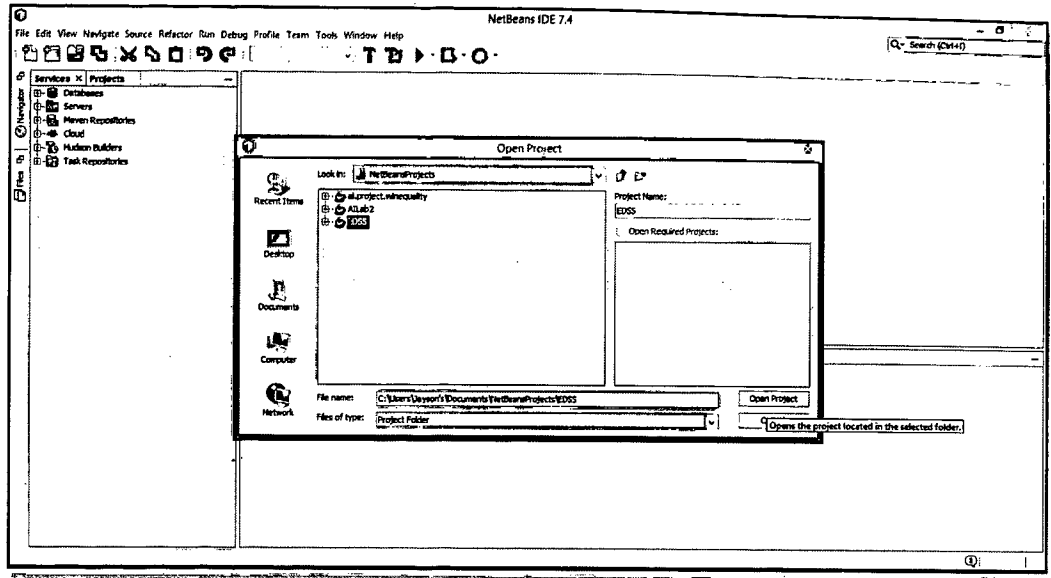 NetBeans IDE 7.4
File Edit View Navigate Source Refactor Run Debug Profile Team Tools Window Help
Search (Ctrl+I)
Services Projects
Navigator
Files
Databases
Servers
Maven Repositories
Cloud
Hudson Builders
Task Repositories
Open Project
Look in: NetBeansProjects
Recent Items
Desktop
Documents
Computer
Network
ai.project.winequality
AILab2
EDSS
Project Name:
EDSS
Open Required Projects:
File name: C:\Users\Jayson's\Documents\NetBeansProjects\EDSS
Open Project
Files of type: Project Folder
Opens the project located in the selected folder.